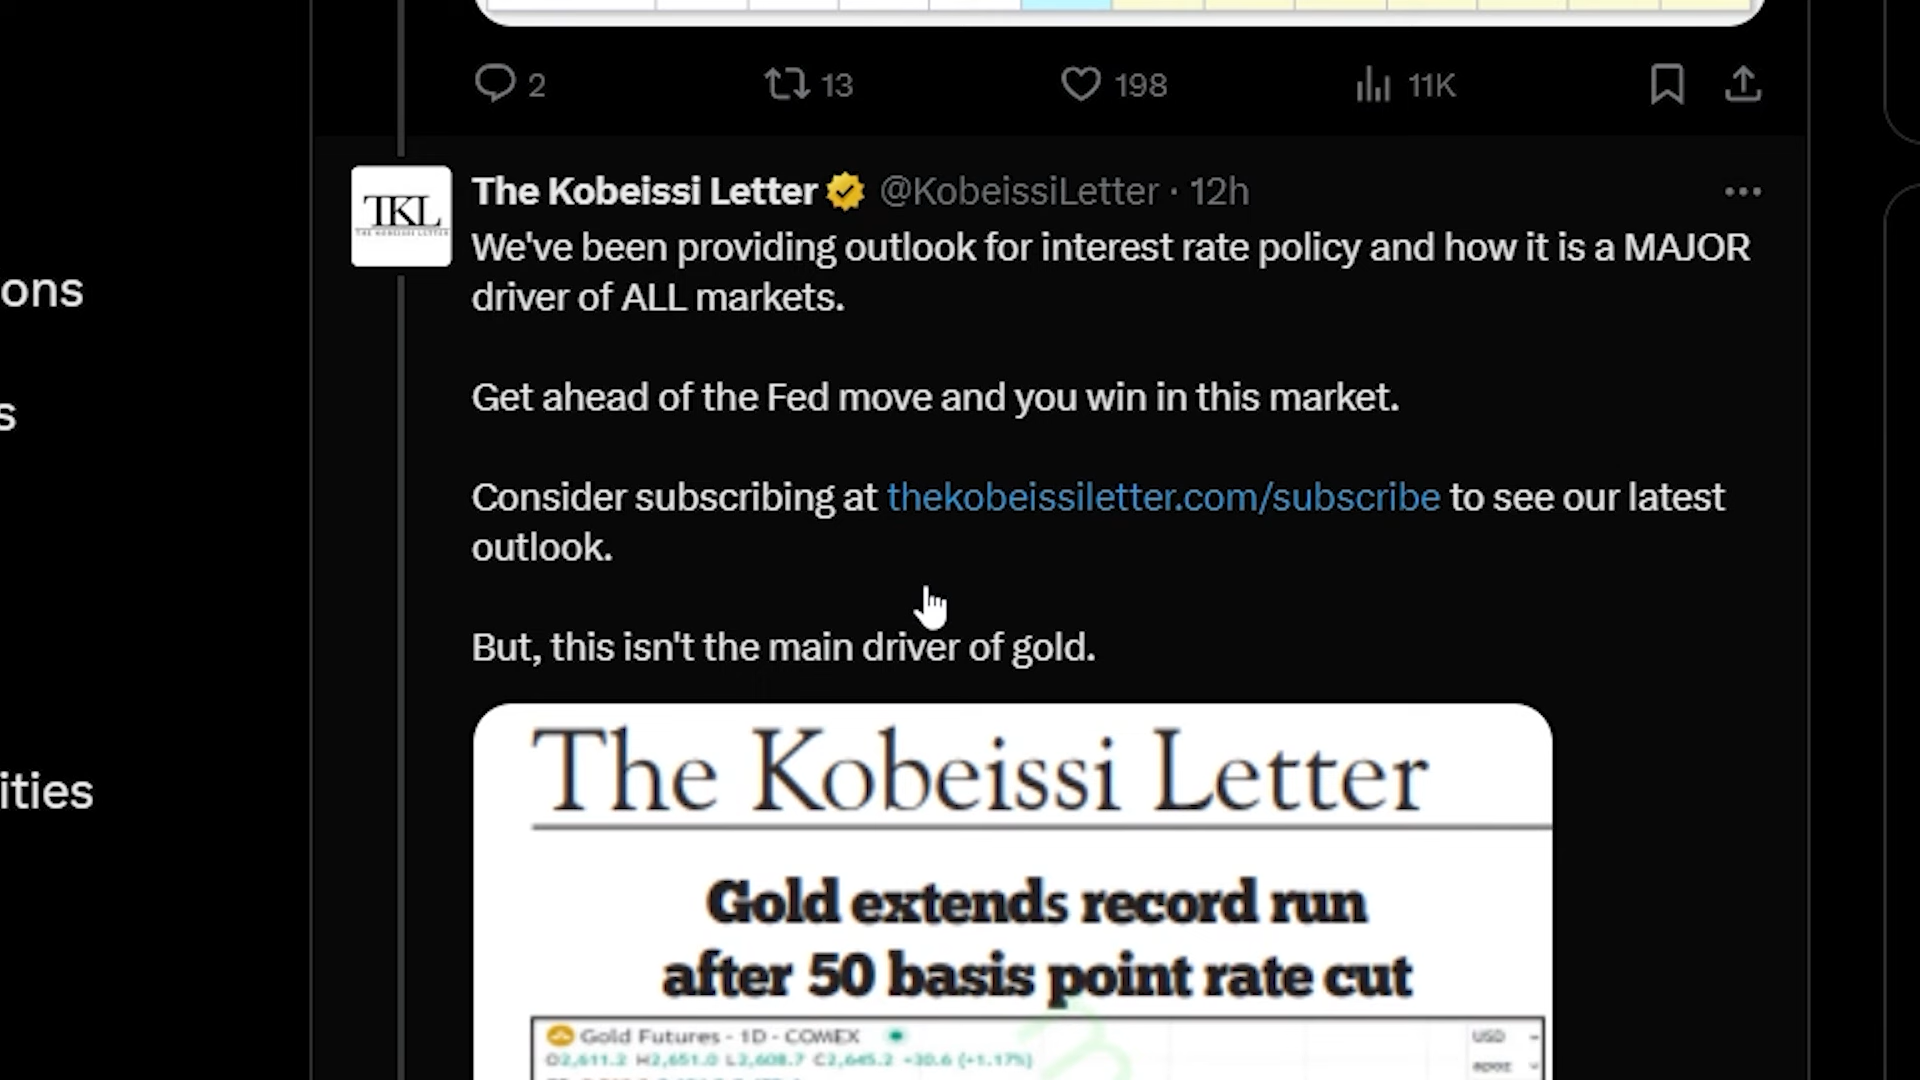 2 13 198 11K
The Kobeissi Letter @KobeissiLetter · 12h
TKL
THE KOBEISSI LETTER
We've been providing outlook for interest rate policy and how it is a MAJOR
driver of ALL markets.
ons
Get ahead of the Fed move and you win in this market.
s
Consider subscribing at thekobeissiletter.com/subscribe to see our latest
outlook.
But, this isn't the main driver of gold.
ities
The Kobeissi Letter
Gold extends record run
after 50 basis point rate cut
Gold Futures - 1D - COMEX USD
O2,611.2 H2,651.0 L2,608.7 C2,645.2 +30.6 (+1.17%)